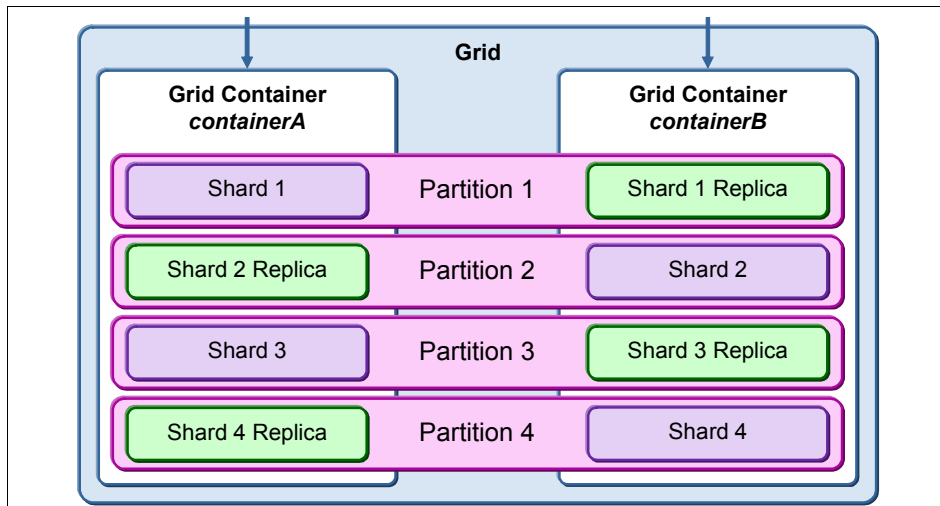 Grid
Grid Container
containerA
Grid Container
containerB
Shard 1
Partition 1
Shard 1 Replica
Shard 2 Replica
Partition 2
Shard 2
Shard 3
Partition 3
Shard 3 Replica
Shard 4 Replica
Partition 4
Shard 4